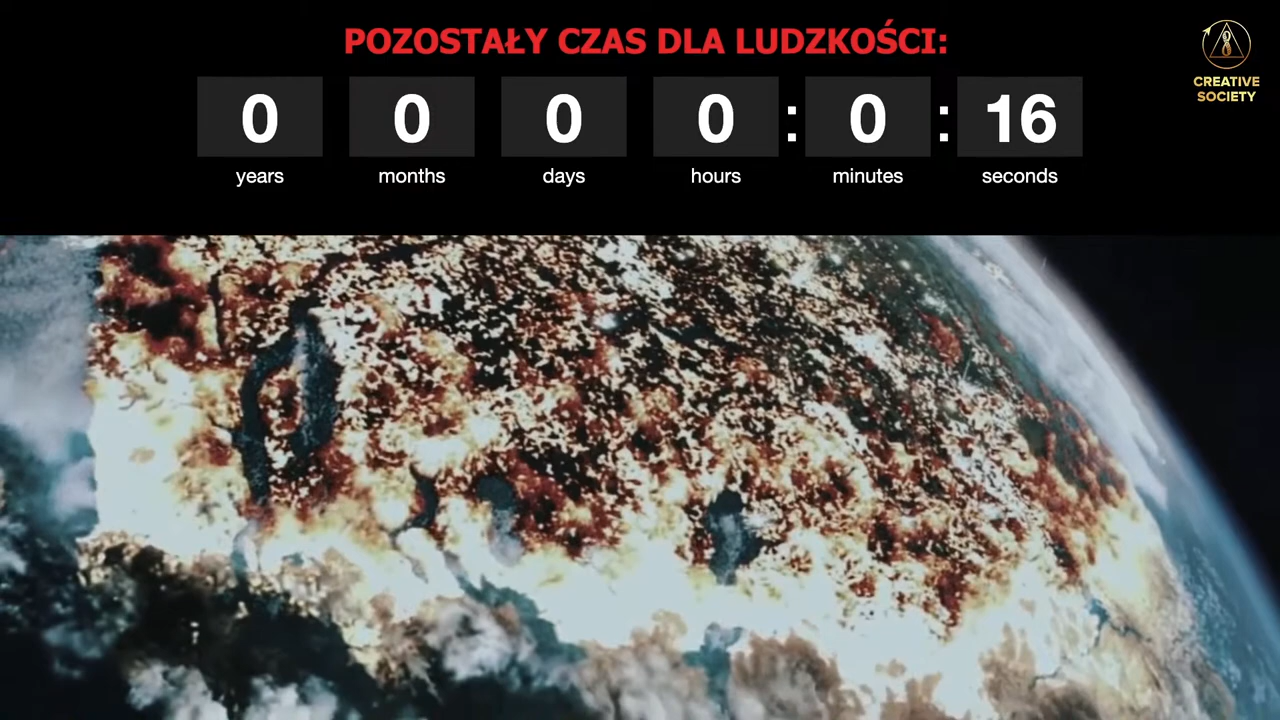 POZOSTAŁY CZAS DLA LUDZKOŚCI:
CREATIVE
SOCIETY
0 0 0 0 : 0 : 16
years months days hours minutes seconds